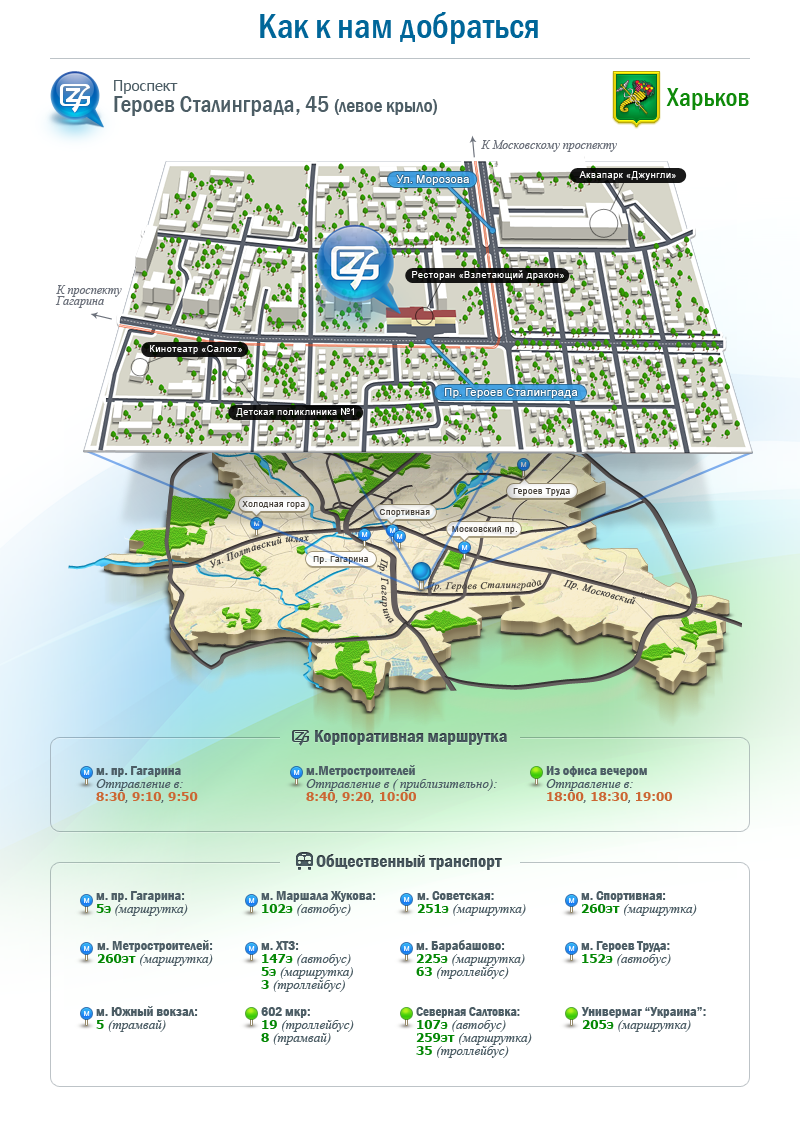 Как к нам добраться
Проспект
Героев Сталинграда, 45 (левое крыло)
Харьков
К Московскому проспекту
Ул. Морозова
Аквапарк «Джунгли»
Ресторан «Взлетающий дракон»
К проспекту
Гагарина
Кинотеатр «Салют»
Пр. Героев Сталинграда
Детская поликлиника №1
М
Героев Труда
Холодная гора
М
Спортивная
Московский пр.
М
М
М
М
Ул. Полтавский шлях
Пр. Гагарина
Пр. Гагарина
Пр. Героев Сталинграда
Пр. Московский
Корпоративная маршрутка
М м. пр. Гагарина
Отправление в:
8:30, 9:10, 9:50
М м.Метростроителей
Отправление в ( приблизительно):
8:40, 9:20, 10:00
Из офиса вечером
Отправление в:
18:00, 18:30, 19:00
Общественный транспорт
М м. пр. Гагарина:
5э (маршрутка)
М м. Маршала Жукова:
102э (автобус)
М м. Советская:
251э (маршрутка)
М м. Спортивная:
260эт (маршрутка)
М м. Метростроителей:
260эт (маршрутка)
М м. ХТЗ:
147э (автобус)
5э (маршрутка)
3 (троллейбус)
М м. Барабашово:
225э (маршрутка)
63 (троллейбус)
М м. Героев Труда:
152э (автобус)
М м. Южный вокзал:
5 (трамвай)
602 мкр:
19 (троллейбус)
8 (трамвай)
Северная Салтовка:
107э (автобус)
259эт (маршрутка)
35 (троллейбус)
Универмаг “Украина”:
205э (маршрутка)